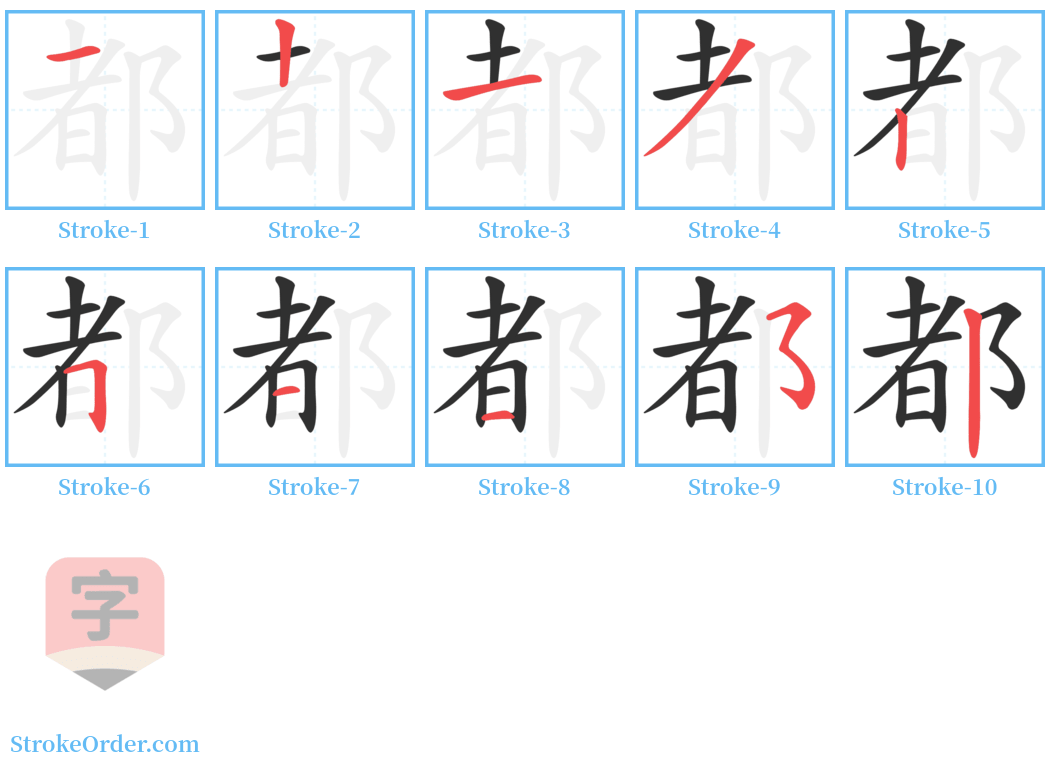 都 都 都 都 都
Stroke-1 Stroke-2 Stroke-3 Stroke-4 Stroke-5
都 都 都 都 都
Stroke-6 Stroke-7 Stroke-8 Stroke-9 Stroke-10
字
StrokeOrder.com